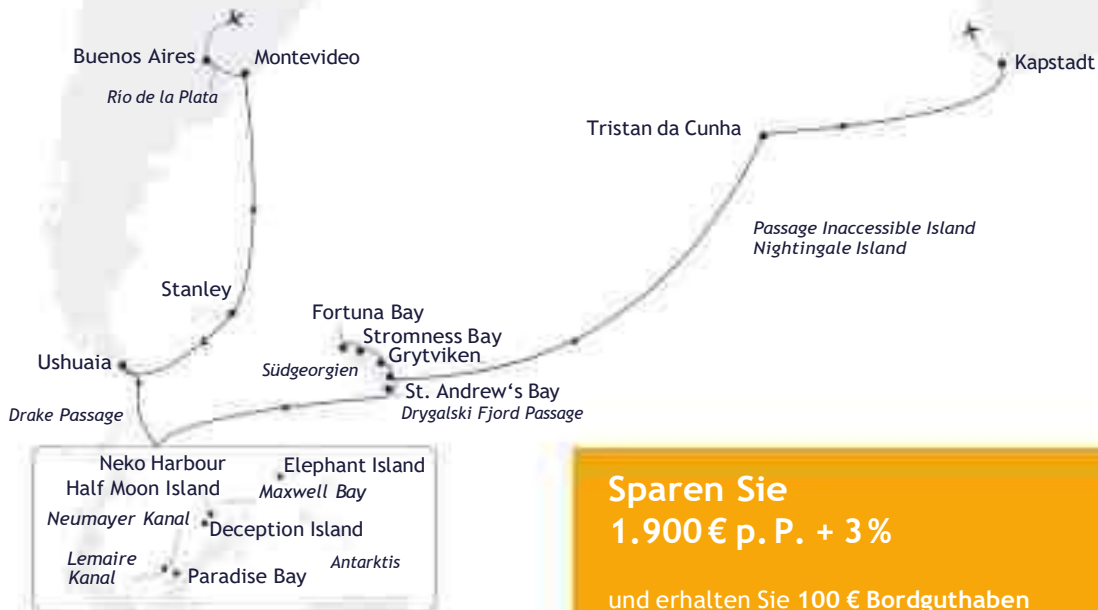 Buenos Aires
Montevideo
Rio de la Plata
Kapstadt
Tristan da Cunha
Passage Inaccessible Island
Nightingale Island
Stanley
Fortuna Bay
Stromness Bay
Grytviken
Ushuaia
Südgeorgien
St. Andrew‘s Bay
Drake Passage
Drygalski Fjord Passage
Neko Harbour
Elephant Island
Half Moon Island
Maxwell Bay
Neumayer Kanal
Deception Island
Lemaire
Kanal
Antarktis
Paradise Bay
Sparen Sie
1.900 € p. P. + 3 %
und erhalten Sie 100 € Bordguthaben